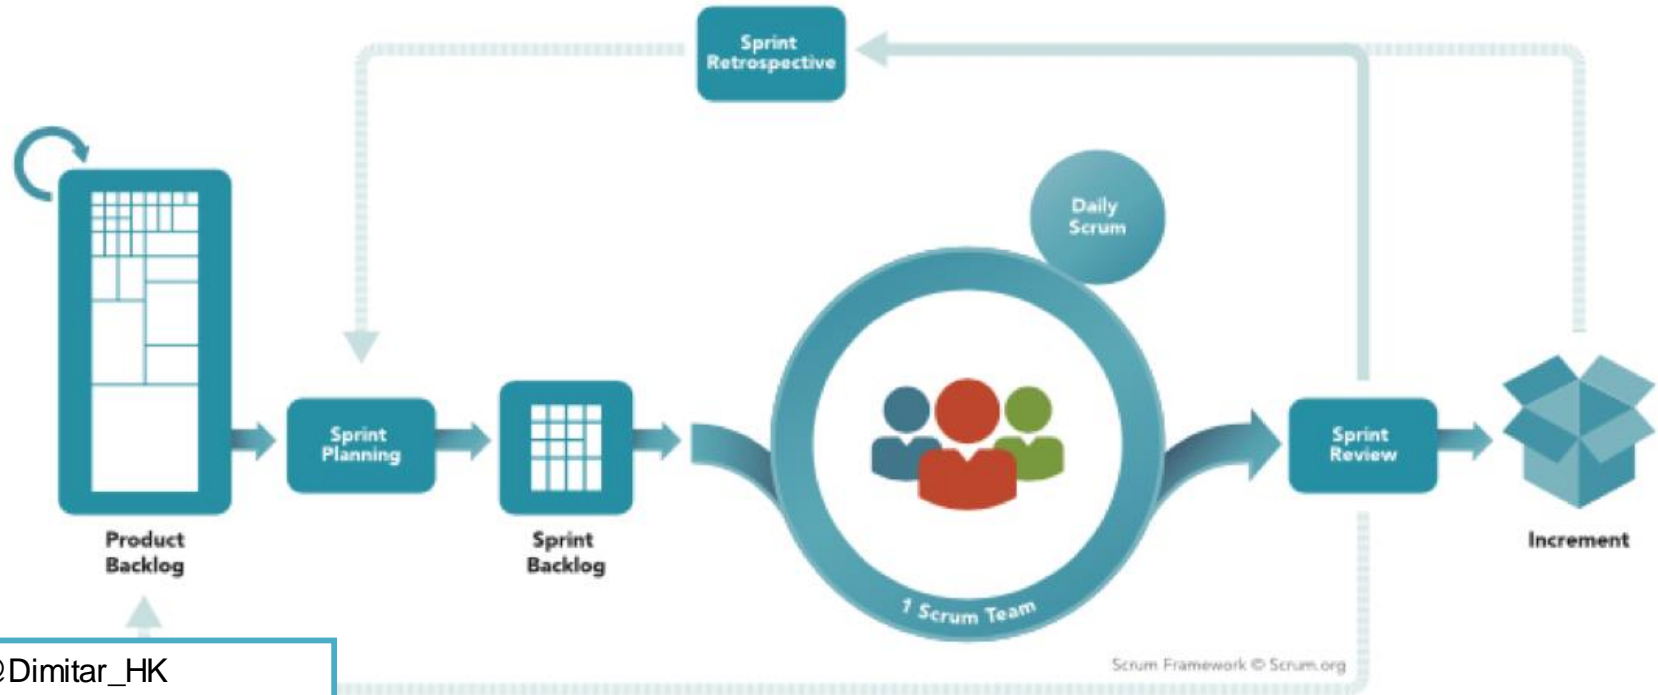 Sprint
Retrospective
Daily
Scrum
Sprint
Planning
Sprint
Review
Product
Backlog
Sprint
Backlog
1 Scrum Team
Increment
Scrum Framework © Scrum.org
@Dimitar_HK